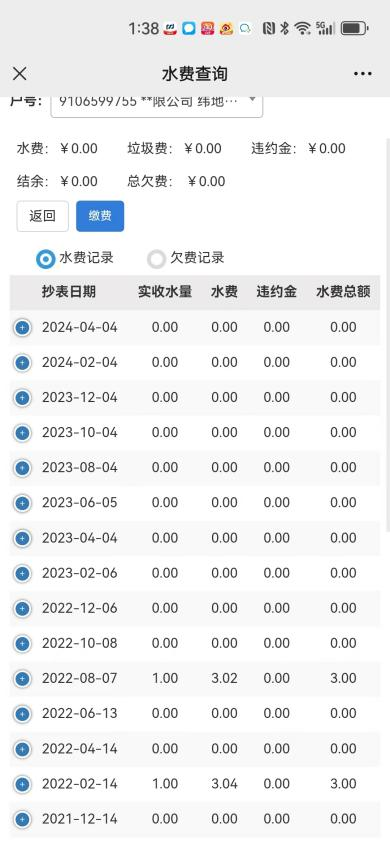 1:38
水费查询
户号: 9106599755 **限公司 纬地…
水费: ￥0.00 垃圾费: ￥0.00 违约金: ￥0.00
结余: ￥0.00 总欠费: ￥0.00
返回 缴费
水费记录 欠费记录
抄表日期 实收水量 水费 违约金 水费总额
2024-04-04 0.00 0.00 0.00 0.00
2024-02-04 0.00 0.00 0.00 0.00
2023-12-04 0.00 0.00 0.00 0.00
2023-10-04 0.00 0.00 0.00 0.00
2023-08-04 0.00 0.00 0.00 0.00
2023-06-05 0.00 0.00 0.00 0.00
2023-04-04 0.00 0.00 0.00 0.00
2023-02-06 0.00 0.00 0.00 0.00
2022-12-06 0.00 0.00 0.00 0.00
2022-10-08 0.00 0.00 0.00 0.00
2022-08-07 1.00 3.02 0.00 3.00
2022-06-13 0.00 0.00 0.00 0.00
2022-04-14 0.00 0.00 0.00 0.00
2022-02-14 1.00 3.04 0.00 3.00
2021-12-14 0.00 0.00 0.00 0.00